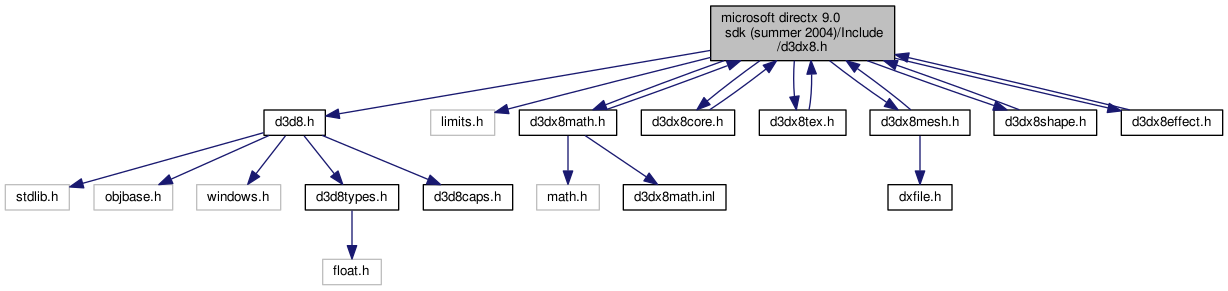 microsoft directx 9.0
sdk (summer 2004)/Include
/d3dx8.h
d3d8.h
limits.h
d3dx8math.h
d3dx8core.h
d3dx8tex.h
d3dx8mesh.h
d3dx8shape.h
d3dx8effect.h
stdlib.h
objbase.h
windows.h
d3d8types.h
d3d8caps.h
math.h
d3dx8math.inl
dxfile.h
float.h